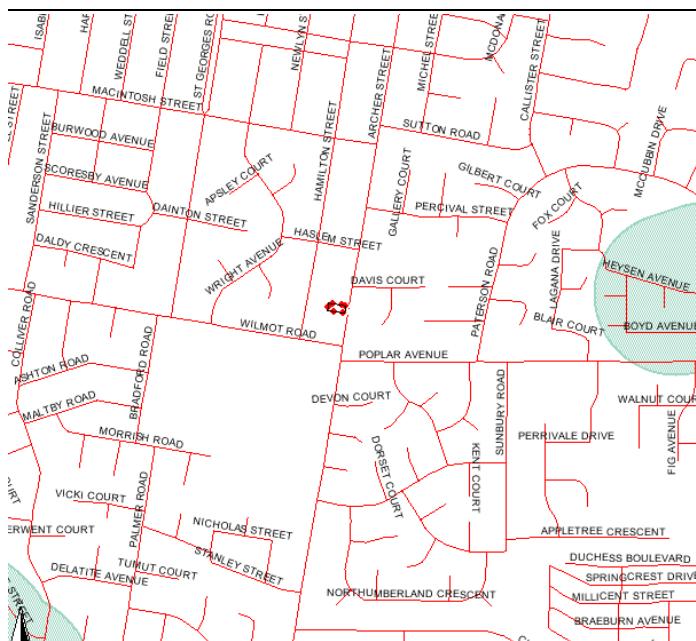 WEDDELL STREET
FIELD STREET
ST GEORGES RO
NEWLYN ST
MICHEL STREET
MCDONA
CALLISTER STREET
ARCHER STREET
MACINTOSH STREET
SUTTON ROAD
MCCUBBIN DRIVE
BURWOOD AVENUE
SANDERSON STREET
SCORESBY AVENUE
APSLEY COURT
HAMILTON STREET
GALLERY COURT
GILBERT COURT
FOX COURT
HILLIER STREET
DAINTON STREET
PERCIVAL STREET
DALDY CRESCENT
HASLEM STREET
WRIGHT AVENUE
PATERSON ROAD
LAGANA DRIVE
HEYSEN AVENUE
DAVIS COURT
COLLIVER ROAD
WILMOT ROAD
BLAIR COURT
BOYD AVENUE
POPLAR AVENUE
ASHTON ROAD
BRADFORD ROAD
MALTBY ROAD
DEVON COURT
SUNBURY ROAD
WALNUT COUR
MORRISH ROAD
DORSET COURT
KENT COURT
PERRIVALE DRIVE
FIG AVENUE
VICKI COURT
PALMER ROAD
NICHOLAS STREET
ERWENT COURT
APPLETREE CRESCENT
STANLEY STREET
TUMUT COURT
DELATITE AVENUE
NORTHUMBERLAND CRESCENT
DUCHESS BOULEVARD
SPRINGCREST DRIVE
MILLICENT STREET
BRAEBURN AVENUE